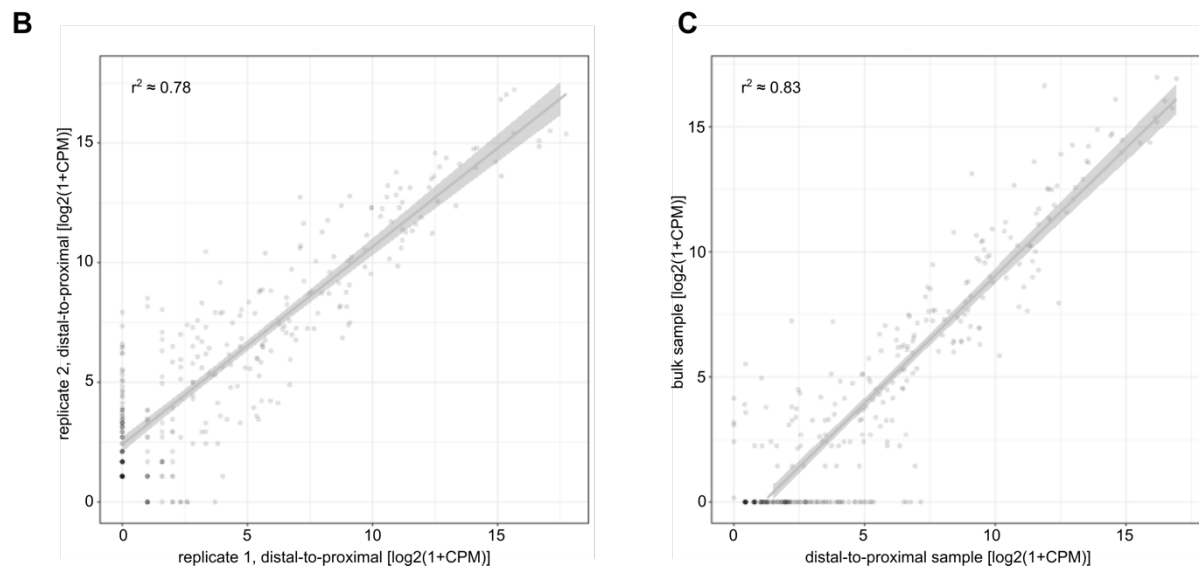 B
r² ≈ 0.78
replicate 2, distal-to-proximal [log2(1+CPM)]
15
10
5
0
0 5 10 15
replicate 1, distal-to-proximal [log2(1+CPM)]
C
r² ≈ 0.83
bulk sample [log2(1+CPM)]
15
10
5
0
0 5 10 15
distal-to-proximal sample [log2(1+CPM)]